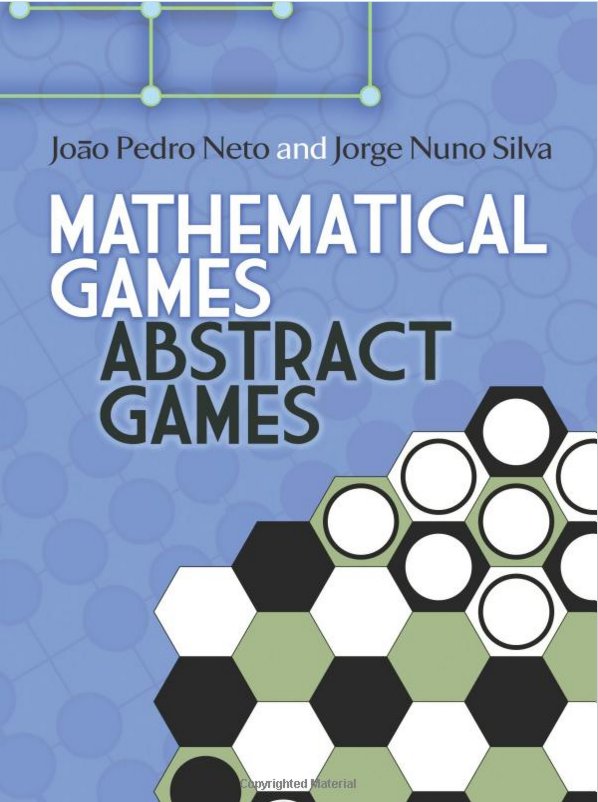 João Pedro Neto and Jorge Nuno Silva
MATHEMATICAL
GAMES
ABSTRACT
GAMES
Copyrighted Material